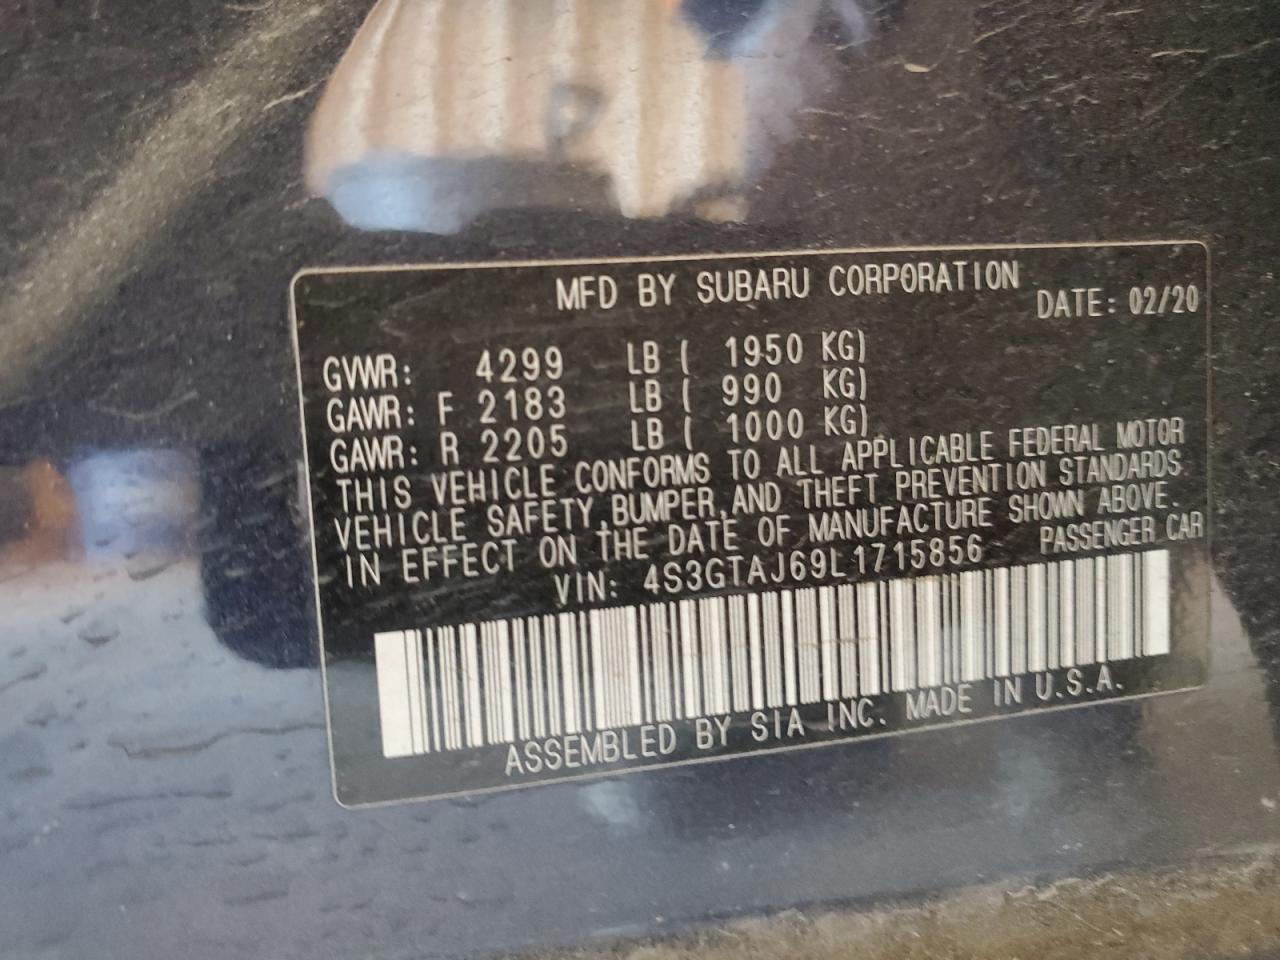 MFD BY SUBARU CORPORATION
DATE: 02/20
GVWR: 4299 LB ( 1950 KG)
GAWR: F 2183 LB ( 990 KG)
GAWR: R 2205 LB ( 1000 KG)
THIS VEHICLE CONFORMS TO ALL APPLICABLE FEDERAL MOTOR
VEHICLE SAFETY,BUMPER,AND THEFT PREVENTION STANDARDS
IN EFFECT ON THE DATE OF MANUFACTURE SHOWN ABOVE.
VIN: 4S3GTAJ69L1715856 PASSENGER CAR
ASSEMBLED BY SIA INC. MADE IN U.S.A.